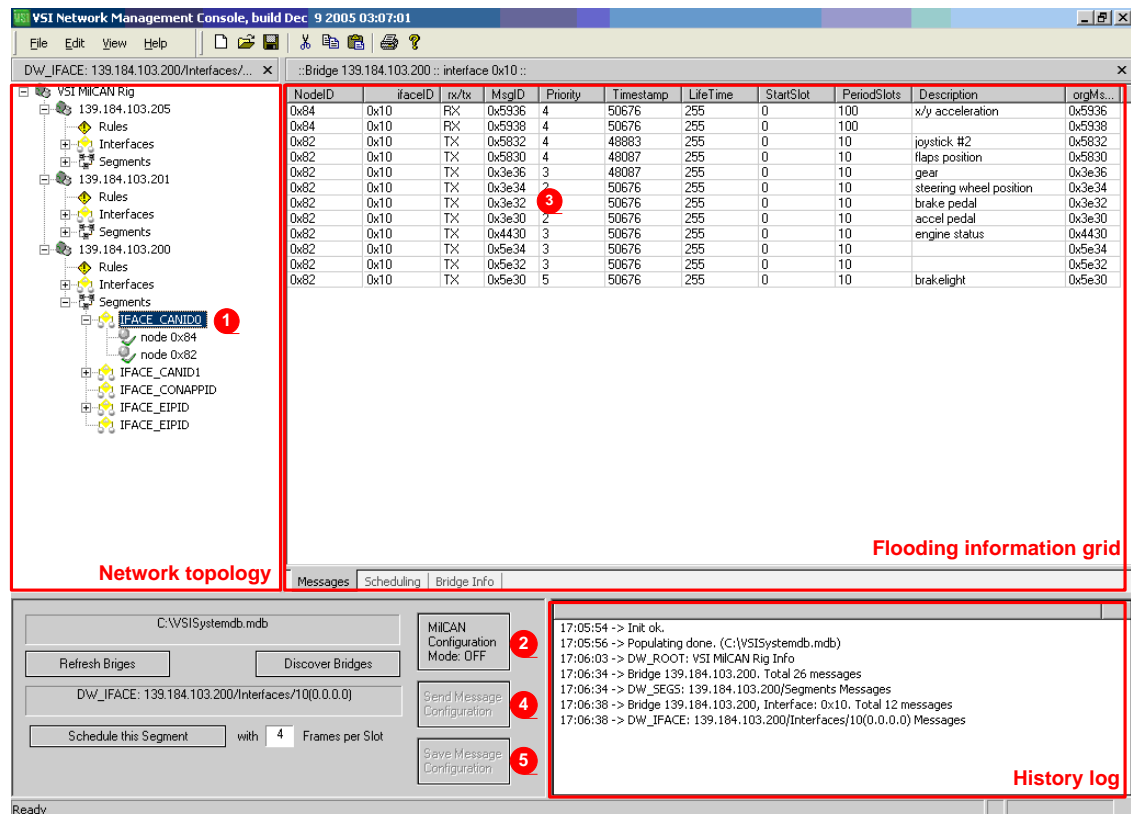 VSI VSI Network Management Console, build Dec 9 2005 03:07:01
File Edit View Help
DW_IFACE: 139.184.103.200/Interfaces/...
::Bridge 139.184.103.200 :: interface 0x10 ::
VSI MilCAN Rig
139.184.103.205
Rules
Interfaces
Segments
139.184.103.201
Rules
Interfaces
Segments
139.184.103.200
Rules
Interfaces
Segments
IFACE_CANID0 1
node 0x84
node 0x82
IFACE_CANID1
IFACE_CONAPPID
IFACE_EIPID
IFACE_EIPID
Network topology
NodeID ifaceID rx/tx MsgID Priority Timestamp LifeTime StartSlot PeriodSlots Description orgMs...
0x84 0x10 RX 0x5936 4 50676 255 0 100 x/y acceleration 0x5936
0x84 0x10 RX 0x5938 4 50676 255 0 100 0x5938
0x82 0x10 TX 0x5832 4 48883 255 0 10 joystick #2 0x5832
0x82 0x10 TX 0x5830 4 48087 255 0 10 flaps position 0x5830
0x82 0x10 TX 0x3e36 3 48087 255 0 10 gear 0x3e36
0x82 0x10 TX 0x3e34 50676 255 0 10 steering wheel position 0x3e34
0x82 0x10 TX 0x3e32 3 50676 255 0 10 brake pedal 0x3e32
0x82 0x10 TX 0x3e30 2 50676 255 0 10 accel pedal 0x3e30
0x82 0x10 TX 0x4430 3 50676 255 0 10 engine status 0x4430
0x82 0x10 TX 0x5e34 3 50676 255 0 10 0x5e34
0x82 0x10 TX 0x5e32 3 50676 255 0 10 0x5e32
0x82 0x10 TX 0x5e30 5 50676 255 0 10 brakelight 0x5e30
Flooding information grid
Messages Scheduling Bridge Info
C:\VSISystemdb.mdb
Refresh Briges Discover Bridges
DW_IFACE: 139.184.103.200/Interfaces/10(0.0.0.0)
Schedule this Segment with 4 Frames per Slot
MilCAN
Configuration
Mode: OFF
2
Send Message
Configuration
4
Save Message
Configuration
5
17:05:54 -> Init ok.
17:05:56 -> Populating done. (C:\VSISystemdb.mdb)
17:06:03 -> DW_ROOT: VSI MilCAN Rig Info
17:06:34 -> Bridge 139.184.103.200. Total 26 messages
17:06:34 -> DW_SEGS: 139.184.103.200/Segments Messages
17:06:38 -> Bridge 139.184.103.200, Interface: 0x10. Total 12 messages
17:06:38 -> DW_IFACE: 139.184.103.200/Interfaces/10(0.0.0.0) Messages
History log
Ready